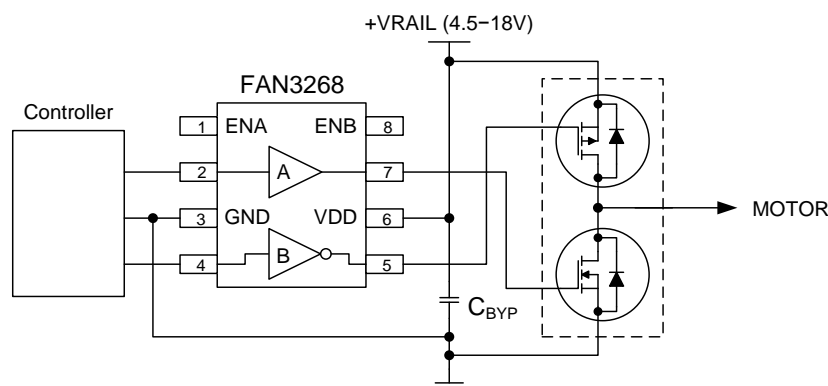 +VRAIL (4.5−18V)
FAN3268
Controller
1 ENA ENB 8
2 A 7
3 GND VDD 6
4 B 5
MOTOR
CBYP